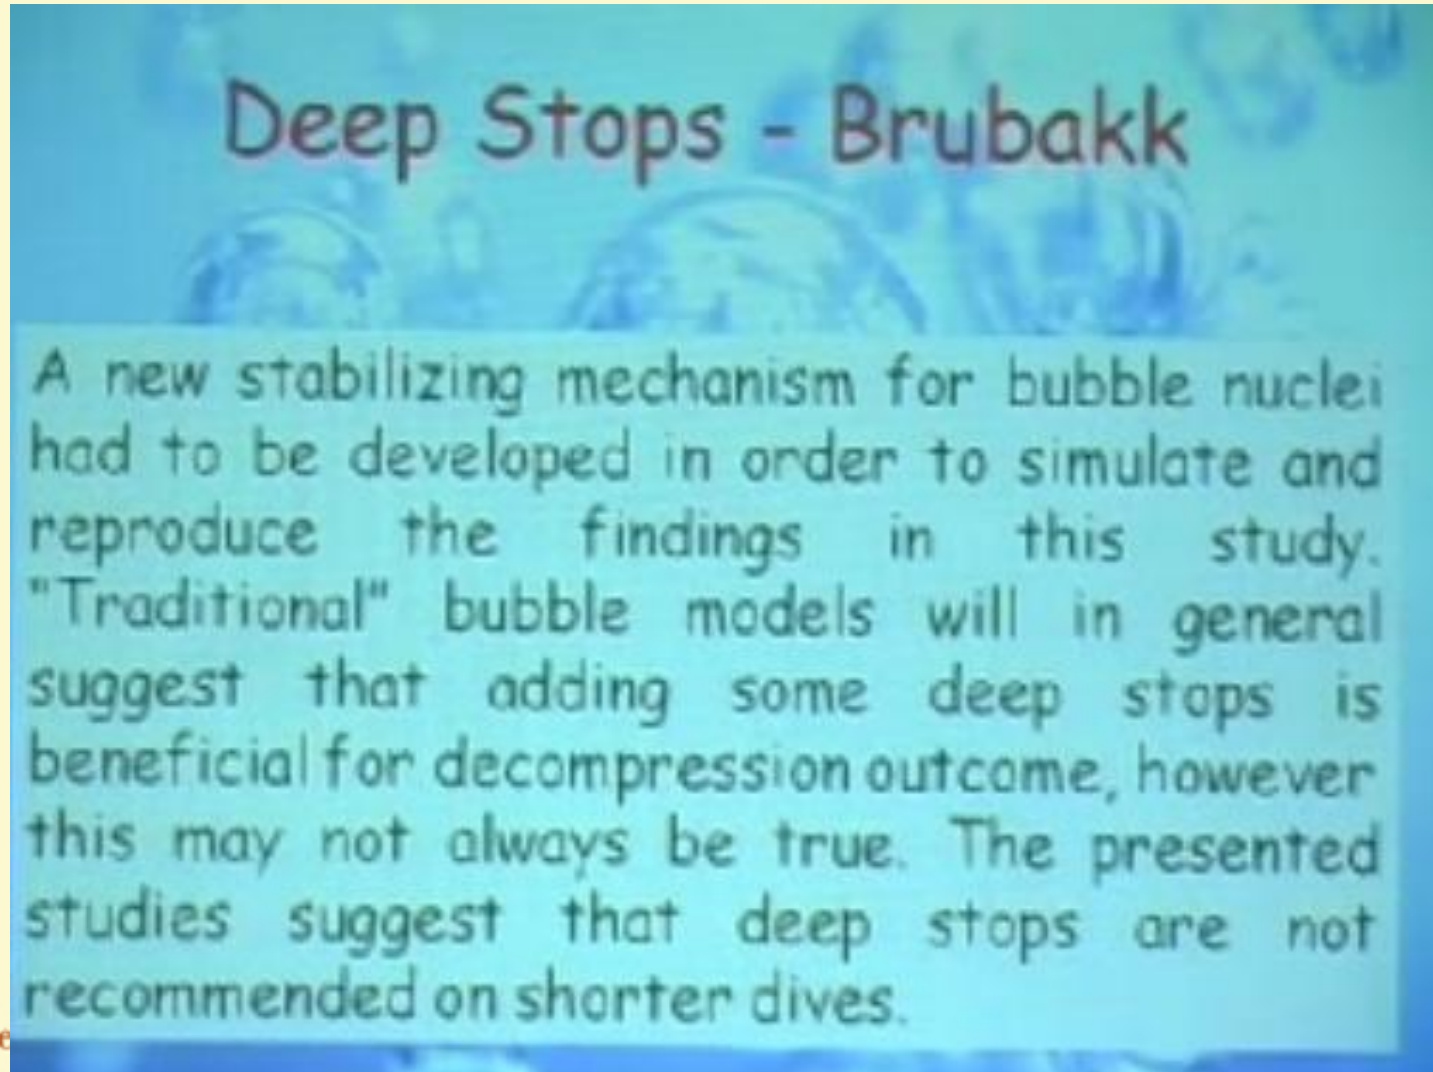 Deep Stops - Brubakk
A new stabilizing mechanism for bubble nuclei
had to be developed in order to simulate and
reproduce the findings in this study.
"Traditional" bubble models will in general
suggest that adding some deep stops is
beneficial for decompression outcome, however
this may not always be true. The presented
studies suggest that deep stops are not
recommended on shorter dives.
e